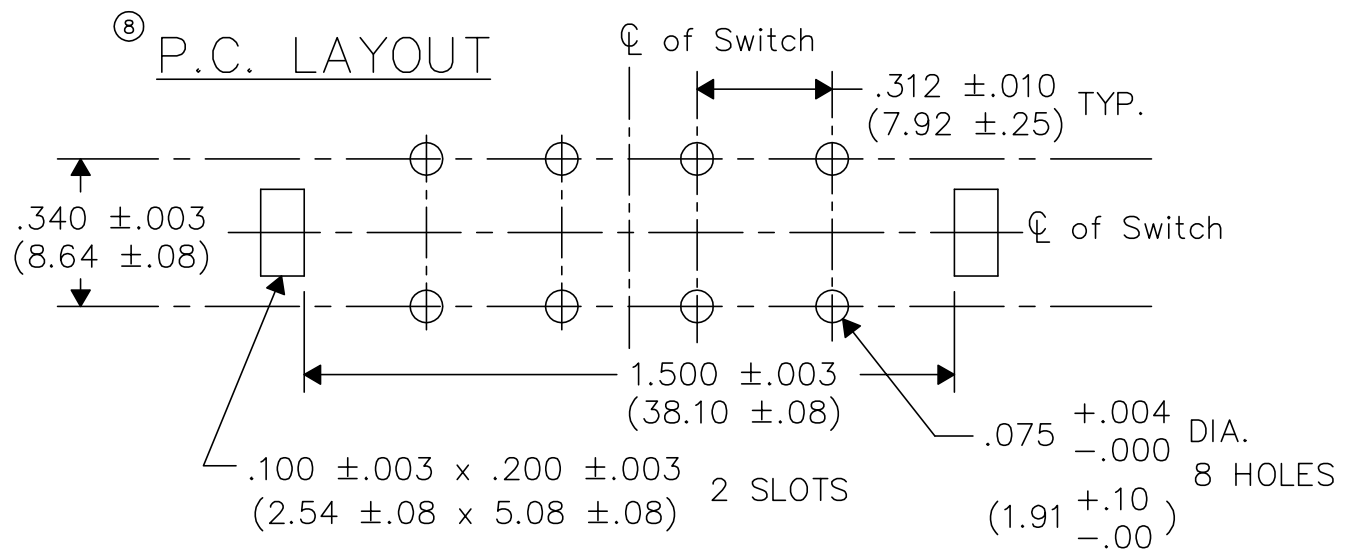 ⑧ P.C. LAYOUT
℄ of Switch
.312 ±.010 TYP.
(7.92 ±.25)
.340 ±.003
(8.64 ±.08)
℄ of Switch
1.500 ±.003
(38.10 ±.08)
.100 ±.003 x .200 ±.003 2 SLOTS
(2.54 ±.08 x 5.08 ±.08)
.075 +.004 -.000 DIA.
8 HOLES
(1.91 +.10 -.00)